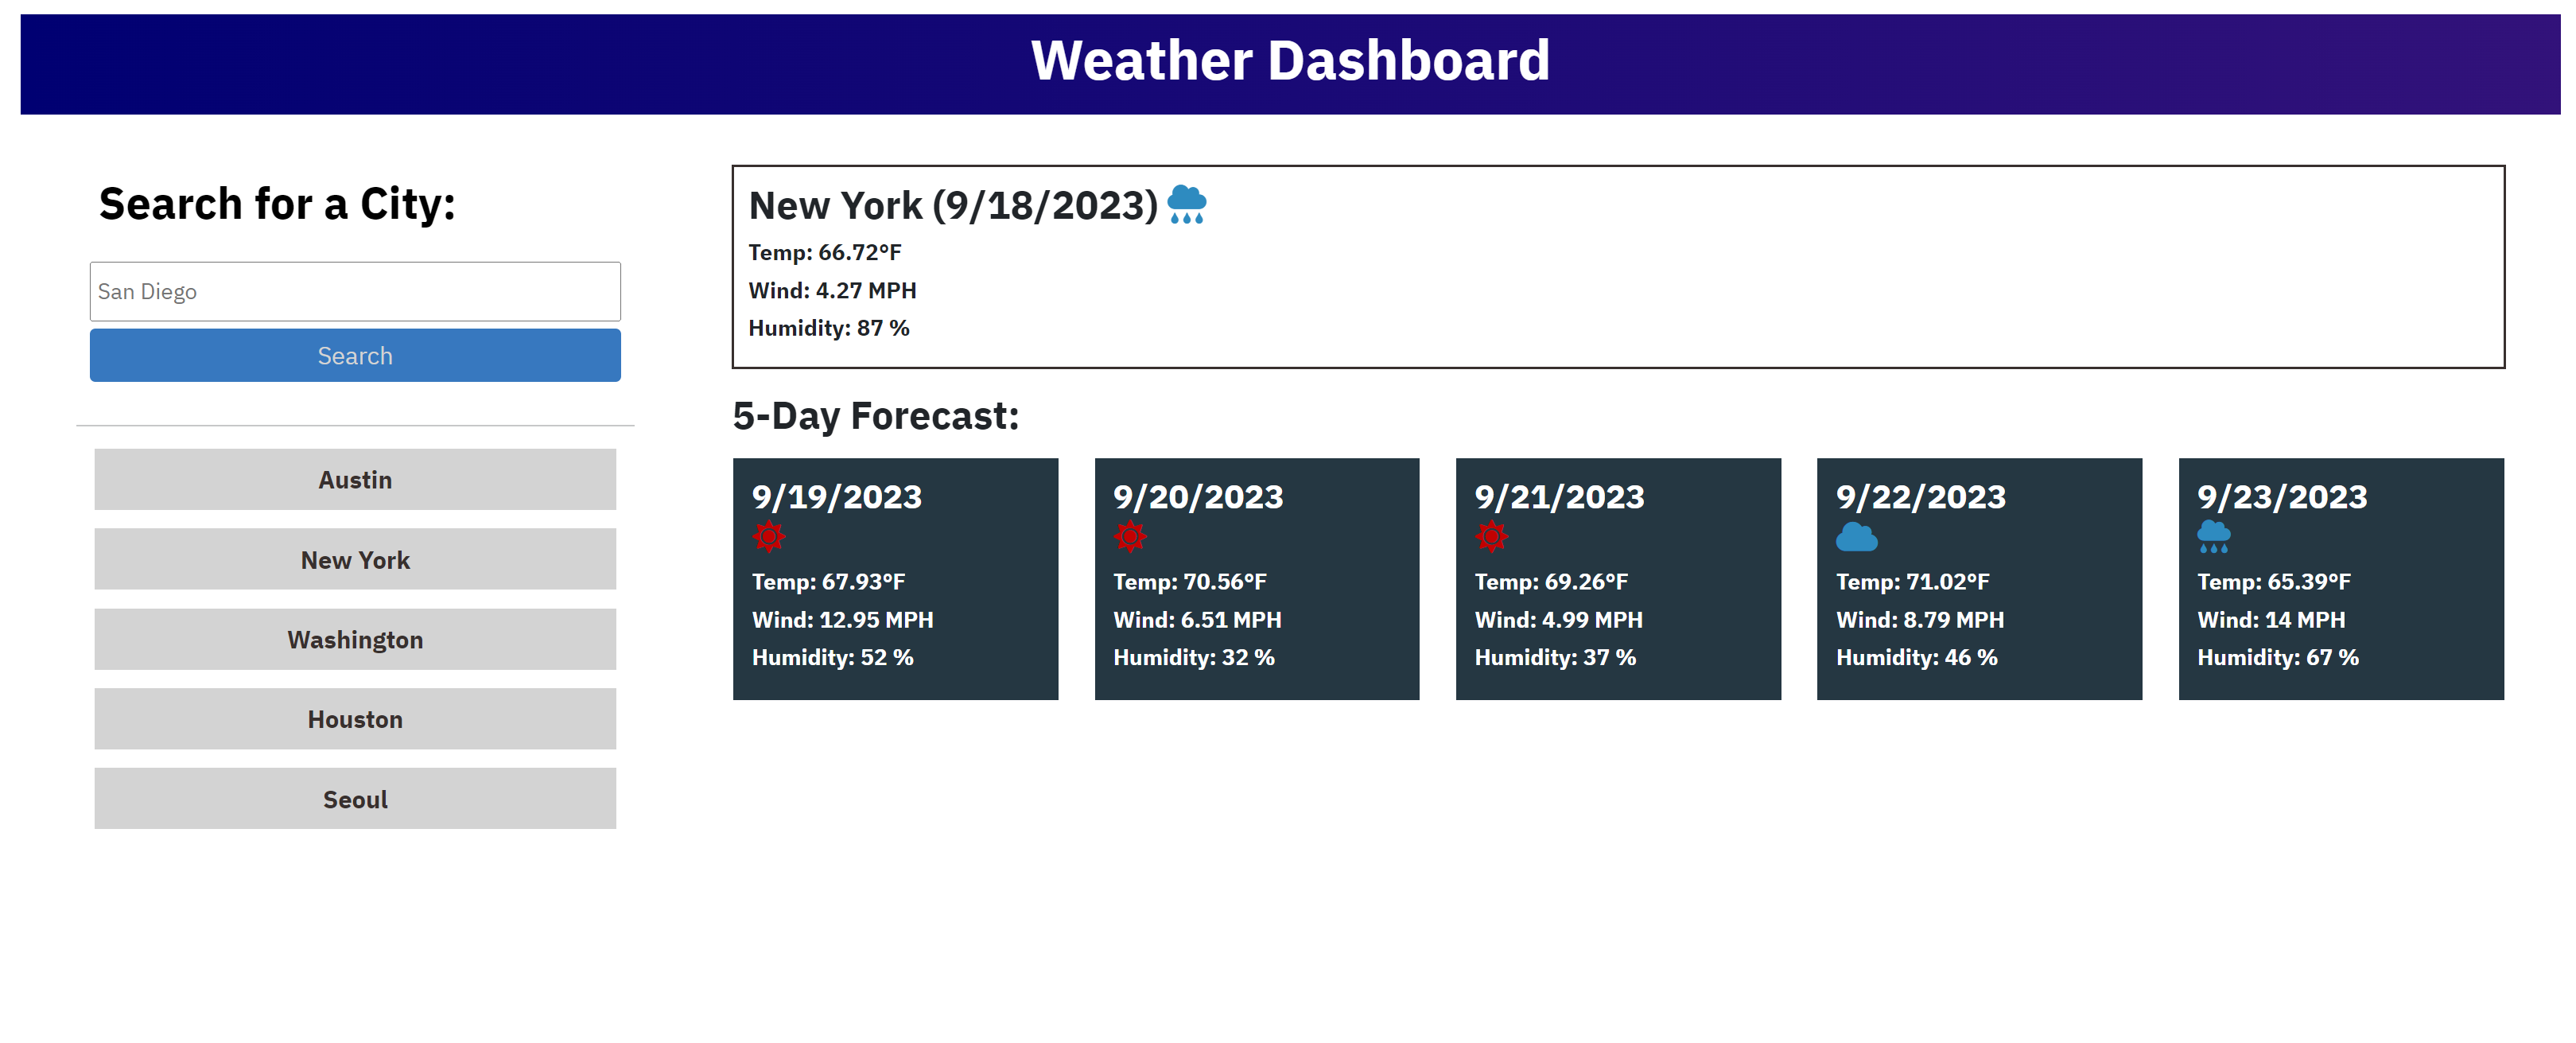 Weather Dashboard
Search for a City:
San Diego
Search
Austin
New York
Washington
Houston
Seoul
New York (9/18/2023)
Temp: 66.72°F
Wind: 4.27 MPH
Humidity: 87 %
5-Day Forecast:
9/19/2023
Temp: 67.93°F
Wind: 12.95 MPH
Humidity: 52 %
9/20/2023
Temp: 70.56°F
Wind: 6.51 MPH
Humidity: 32 %
9/21/2023
Temp: 69.26°F
Wind: 4.99 MPH
Humidity: 37 %
9/22/2023
Temp: 71.02°F
Wind: 8.79 MPH
Humidity: 46 %
9/23/2023
Temp: 65.39°F
Wind: 14 MPH
Humidity: 67 %